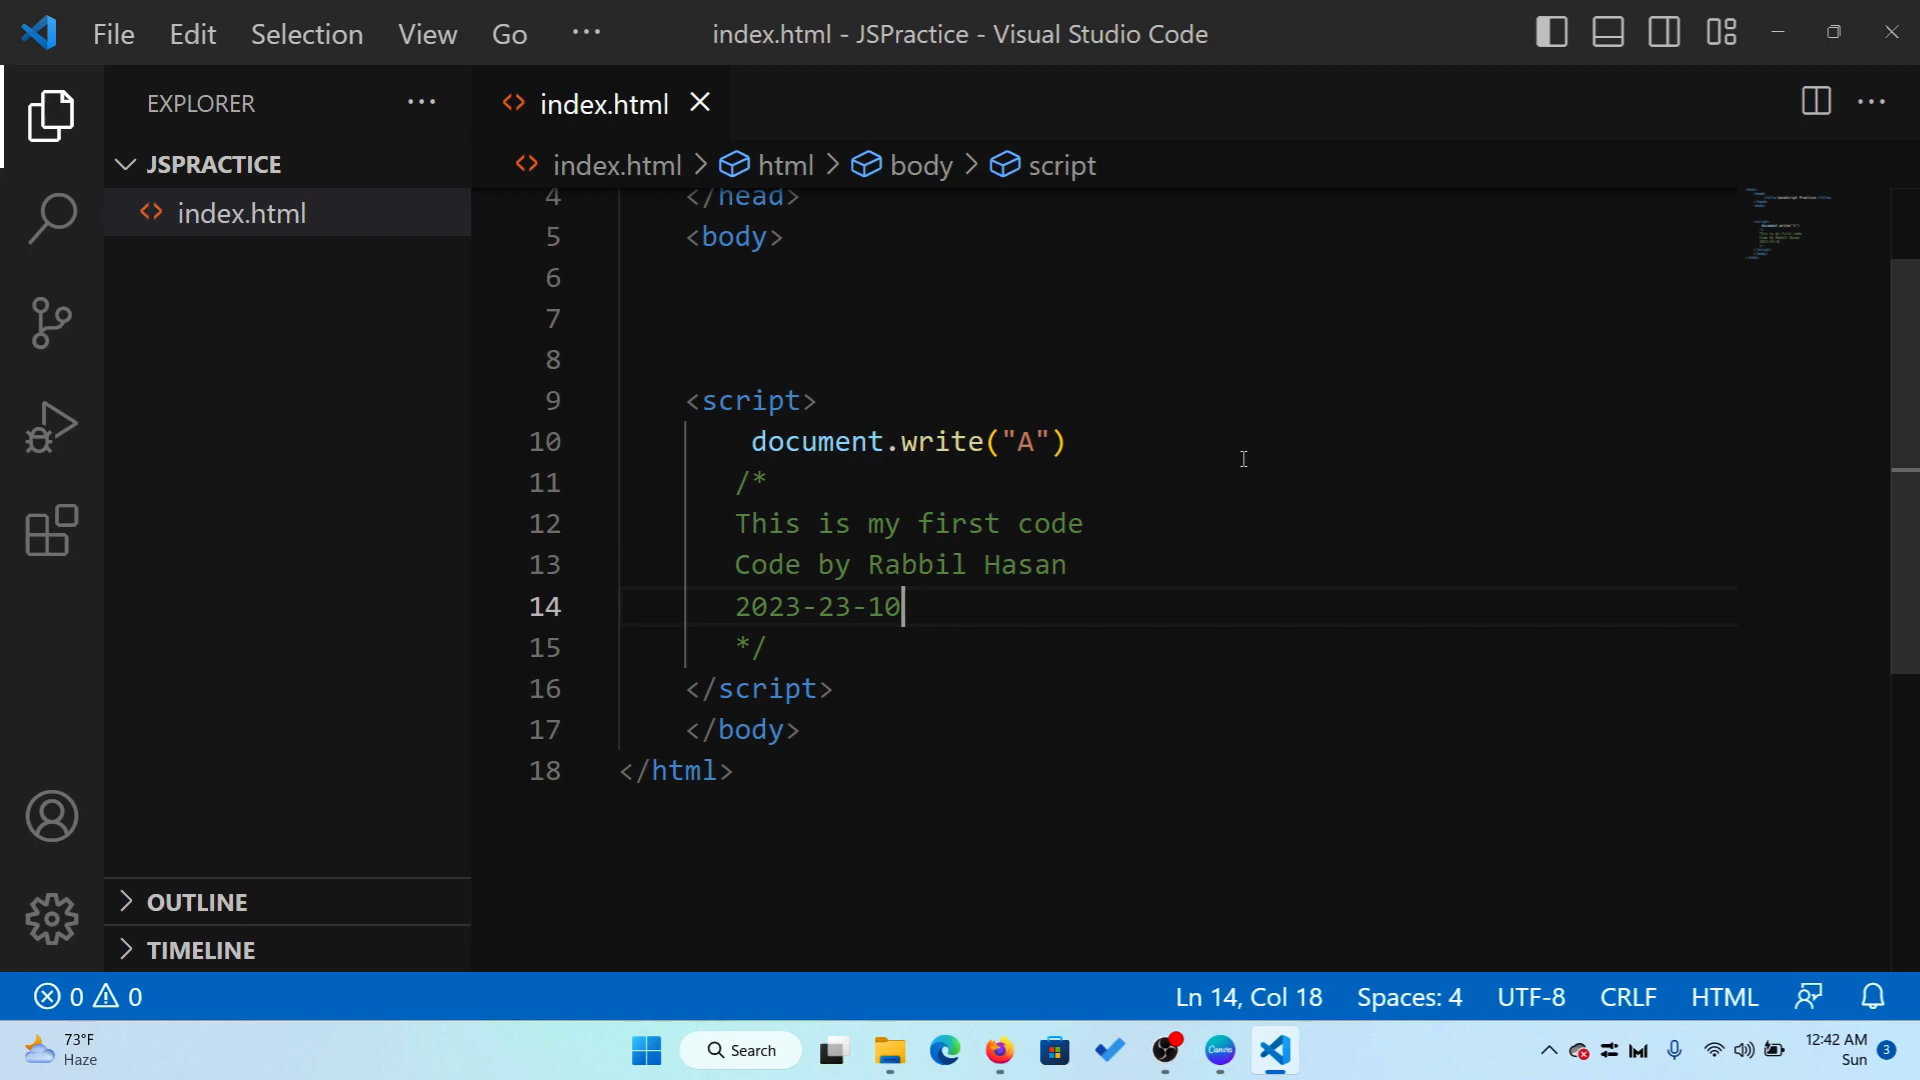 File Edit Selection View Go ··· index.html - JSPractice - Visual Studio Code
EXPLORER ···
index.html
JSPRACTICE
index.html > html > body > script
index.html
4 </head>
5 <body>
6
7
8
9 <script>
10 document.write("A")
11 /*
12 This is my first code
13 Code by Rabbil Hasan
14 2023-23-10
15 */
16 </script>
17 </body>
18 </html>
OUTLINE
TIMELINE
0 0 Ln 14, Col 18 Spaces: 4 UTF-8 CRLF HTML
73°F
Haze
Search
Canva
12:42 AM
Sun
3